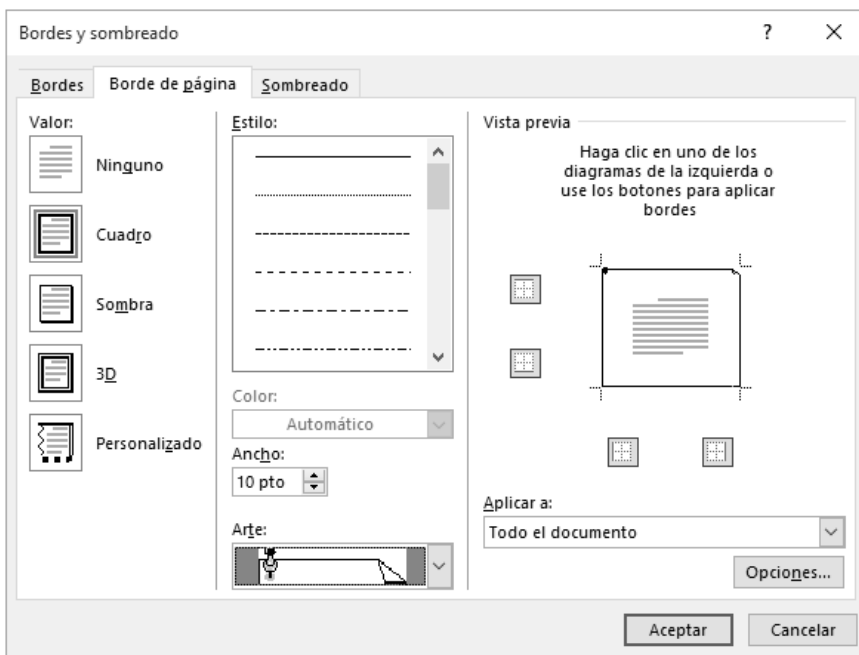 Bordes y sombreado
?
Bordes
Borde de página
Sombreado
Valor:
Ninguno
Cuadro
Sombra
3D
Personalizado
Estilo:
Color:
Automático
Ancho:
10 pto
Arte:
Vista previa
Haga clic en uno de los
diagramas de la izquierda o
use los botones para aplicar
bordes
Aplicar a:
Todo el documento
Opciones...
Aceptar
Cancelar